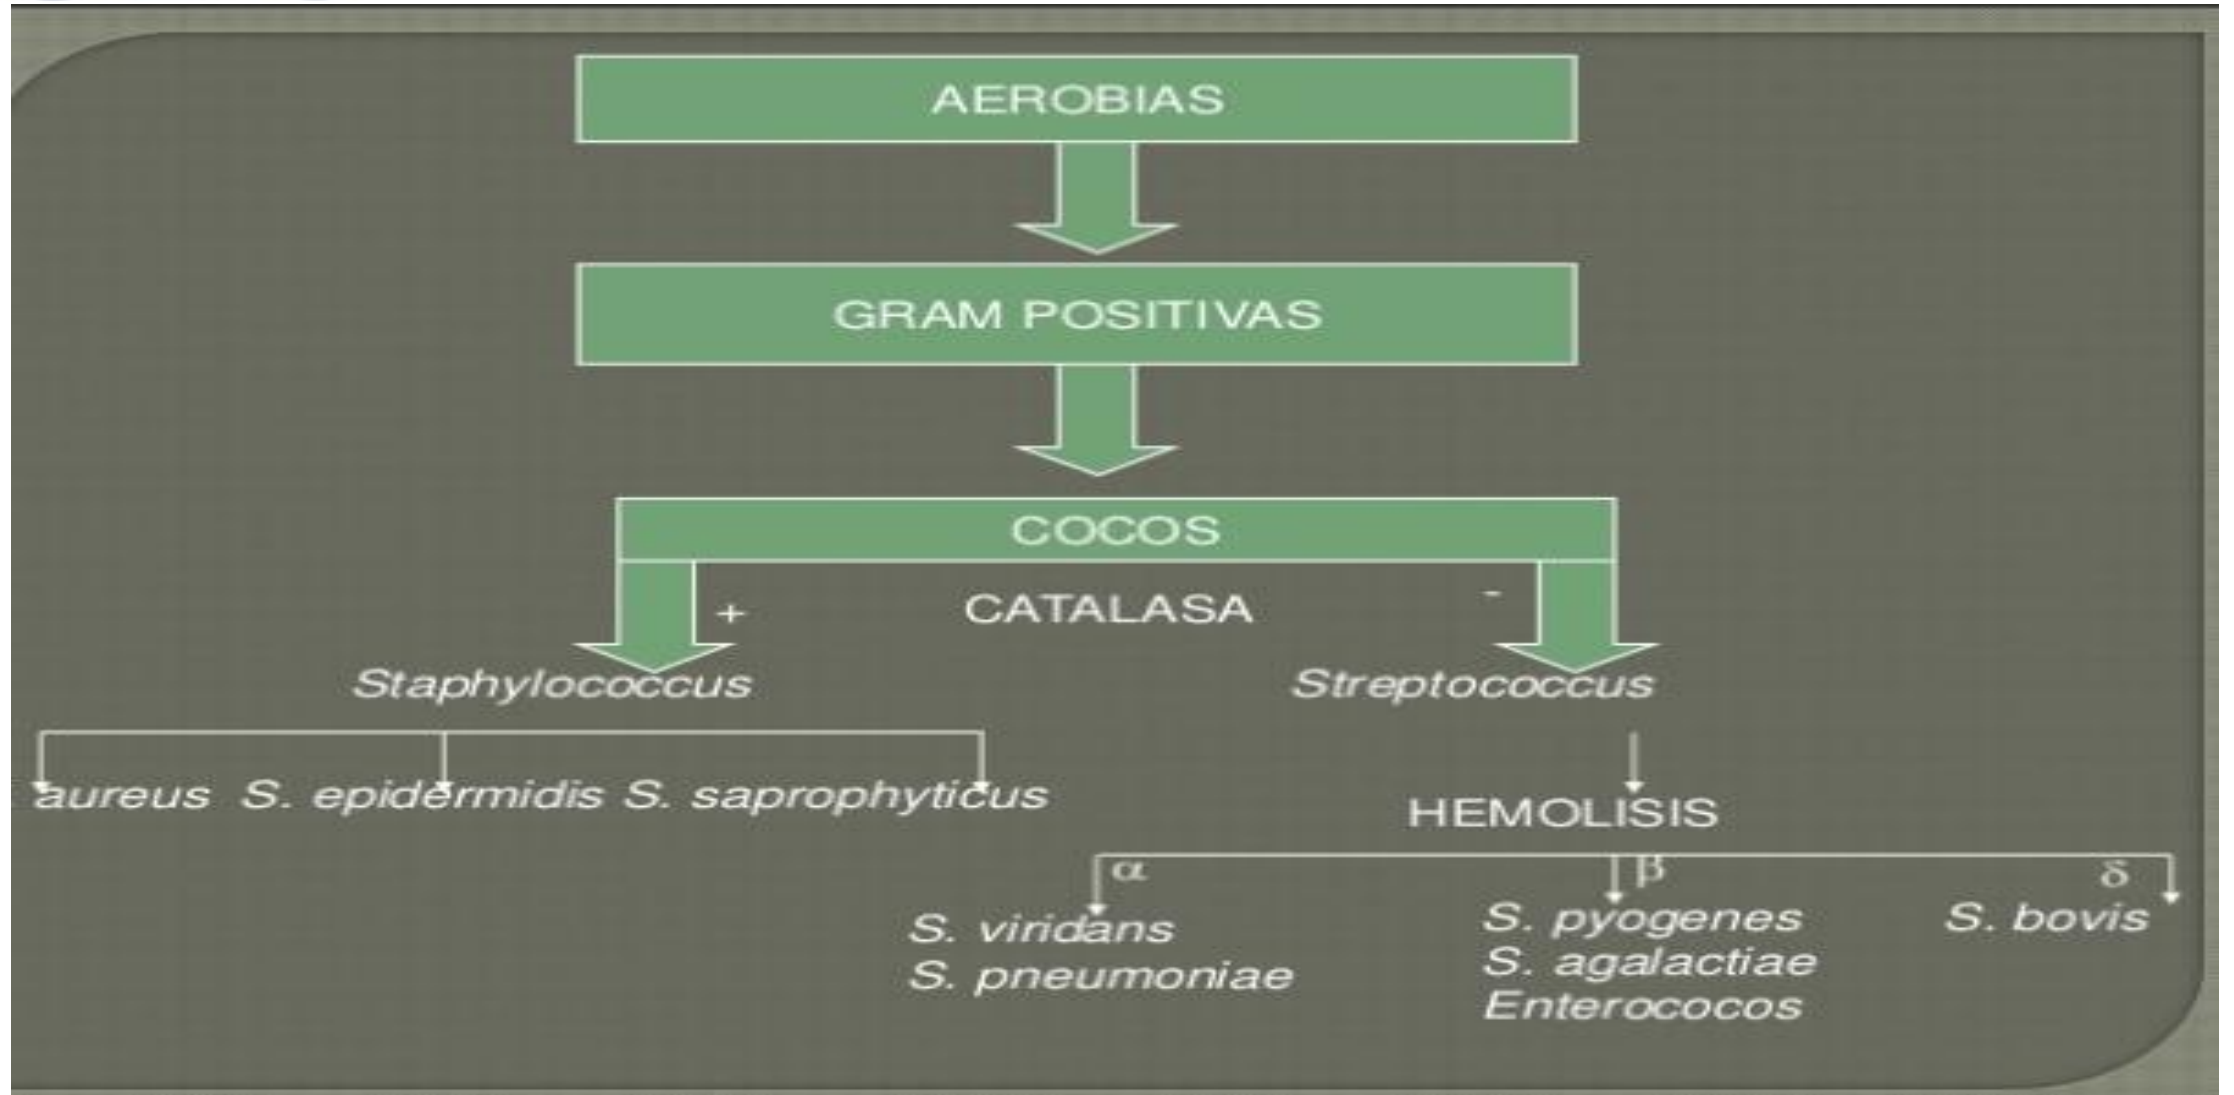 AEROBIAS
GRAM POSITIVAS
COCOS
+ CATALASA -
Staphylococcus Streptococcus
aureus S. epidermidis S. saprophyticus
HEMOLISIS
α β δ
S. viridans
S. pneumoniae
S. pyogenes
S. agalactiae
Enterococos
S. bovis